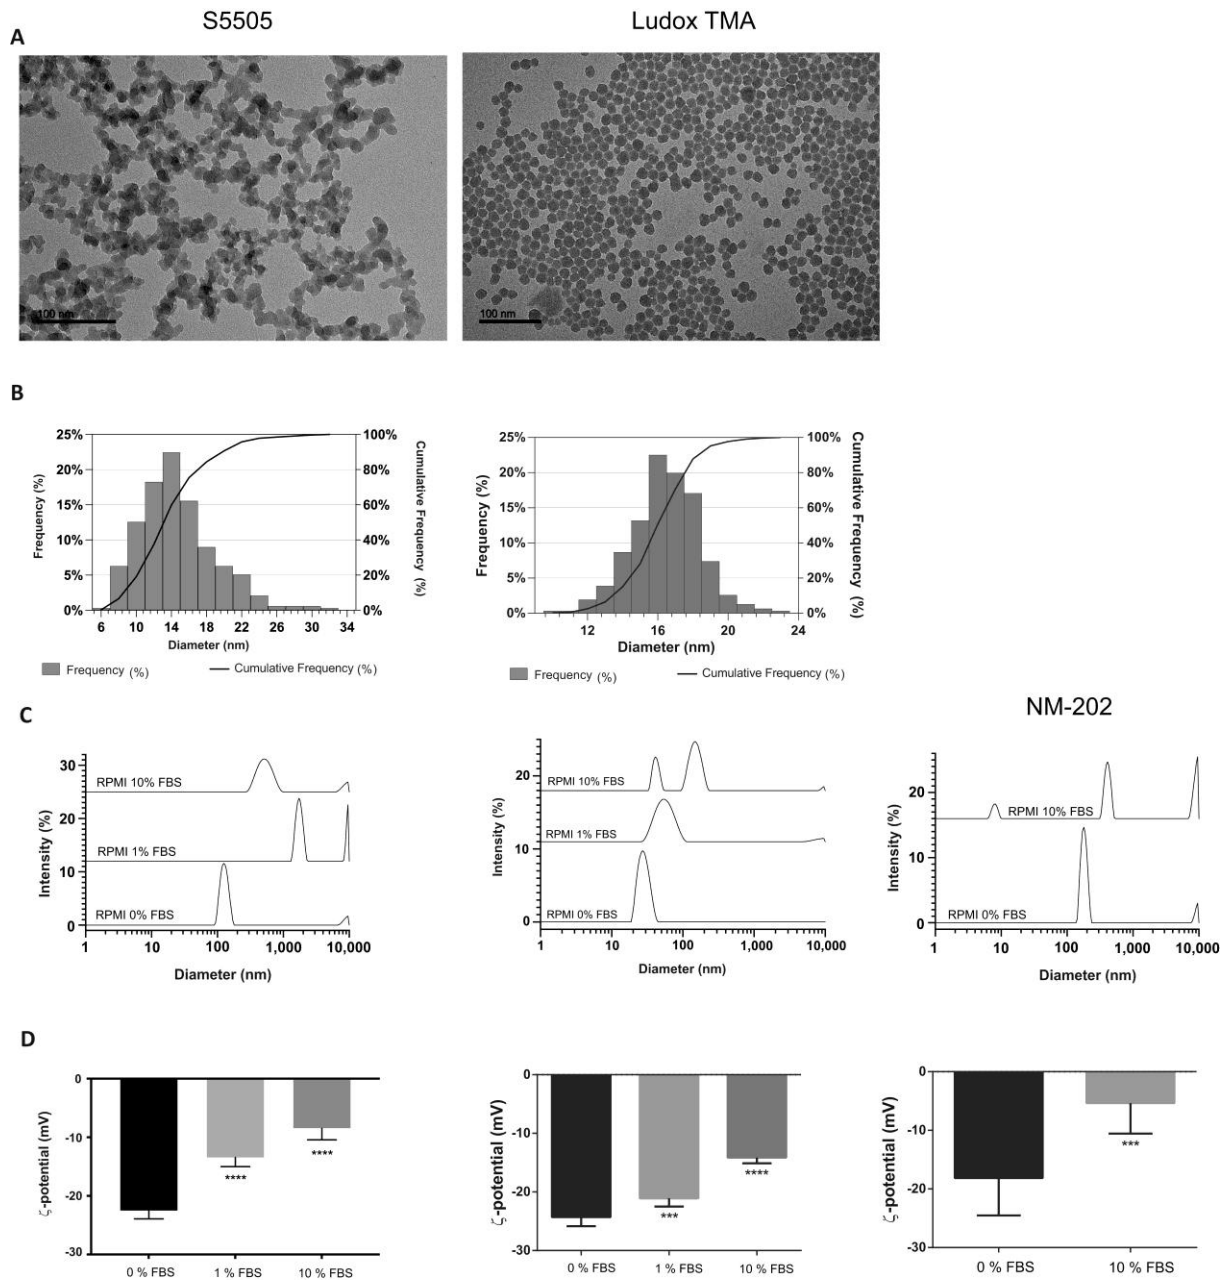 S5505
Ludox TMA
A
100 nm
100 nm
B
25%
20%
15%
10%
5%
0%
Frequency (%)
100%
80%
60%
40%
20%
0%
Cumulative Frequency (%)
6 10 14 18 22 26 30 34
Diameter (nm)
Frequency (%)
Cumulative Frequency (%)
25%
20%
15%
10%
5%
0%
Frequency (%)
100%
80%
60%
40%
20%
0%
Cumulative Frequency (%)
12 16 20 24
Diameter (nm)
Frequency (%)
Cumulative Frequency (%)
NM-202
C
30
20
10
0
Intensity (%)
RPMI 10% FBS
RPMI 1% FBS
RPMI 0% FBS
1 10 100 1,000 10,000
Diameter (nm)
20
10
0
Intensity (%)
RPMI 10% FBS
RPMI 1% FBS
RPMI 0% FBS
1 10 100 1,000 10,000
Diameter (nm)
20
10
0
Intensity (%)
RPMI 10% FBS
RPMI 0% FBS
1 10 100 1,000 10,000
Diameter (nm)
D
0
-10
-20
-30
ζ-potential (mV)
****
****
0 % FBS 1 % FBS 10 % FBS
0
-10
-20
-30
ζ-potential (mV)
***
****
0 % FBS 1 % FBS 10 % FBS
0
-10
-20
-30
ζ-potential (mV)
***
0 % FBS 10 % FBS